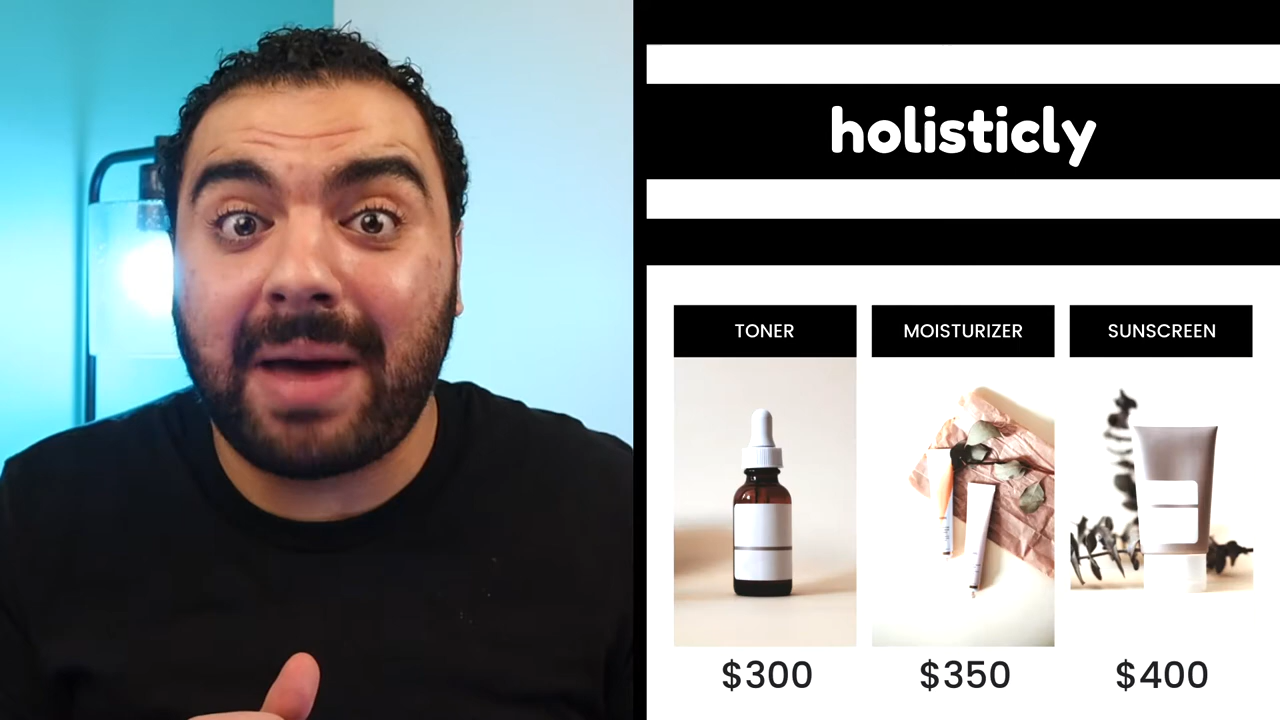 holisticly
TONER
MOISTURIZER
SUNSCREEN
$300
$350
$400